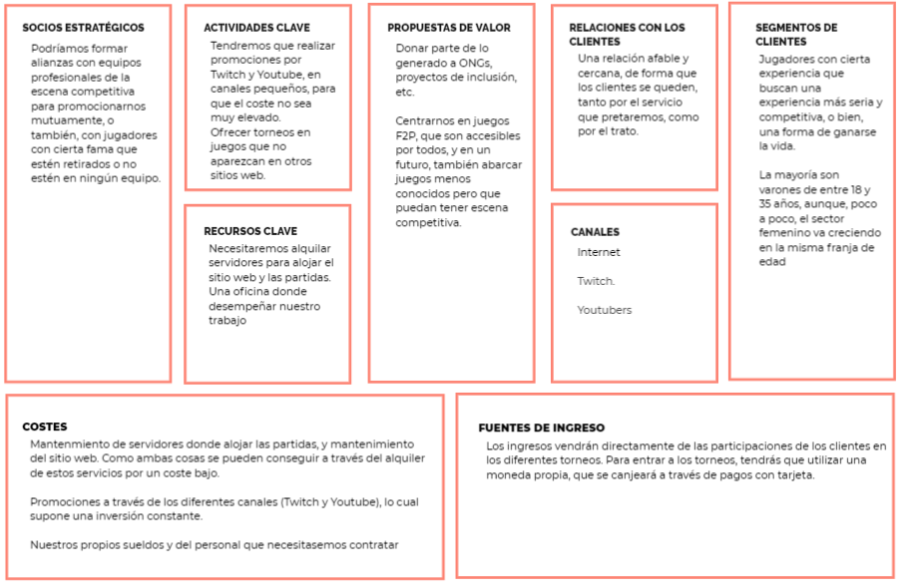 SOCIOS ESTRATÉGICOS
Podríamos formar
alianzas con equipos
profesionales de la
escena competitiva
para promocionarnos
mutuamente, o
también, con jugadores
con cierta fama que
estén retirados o no
estén en ningún equipo.
ACTIVIDADES CLAVE
Tendremos que realizar
promociones por
Twitch y Youtube, en
canales pequeños, para
que el coste no sea
muy elevado.
Ofrecer torneos en
juegos que no
aparezcan en otros
sitios web.
RECURSOS CLAVE
Necesitaremos alquilar
servidores para alojar el
sitio web y las partidas.
Una oficina donde
desempeñar nuestro
trabajo
PROPUESTAS DE VALOR
Donar parte de lo
generado a ONGs,
proyectos de inclusión,
etc.
Centrarnos en juegos
F2P, que son accesibles
por todos, y en un
futuro, también abarcar
juegos menos
conocidos pero que
puedan tener escena
competitiva.
RELACIONES CON LOS
CLIENTES
Una relación afable y
cercana, de forma que
los clientes se queden,
tanto por el servicio
que pretaremos, como
por el trato.
CANALES
Internet
Twitch.
Youtubers
SEGMENTOS DE
CLIENTES
Jugadores con cierta
experiencia que
buscan una
experiencia más seria y
competitiva, o bien,
una forma de ganarse
la vida.
La mayoría son
varones de entre 18 y
35 años, aunque, poco
a poco, el sector
femenino va creciendo
en la misma franja de
edad
COSTES
Mantenmiento de servidores donde alojar las partidas, y mantenimiento
del sitio web. Como ambas cosas se pueden conseguir a través del alquiler
de estos servicios por un coste bajo.
Promociones a través de los diferentes canales (Twitch y Youtube), lo cual
supone una inversión constante.
Nuestros propios sueldos y del personal que necesitasemos contratar
FUENTES DE INGRESO
Los ingresos vendrán directamente de las participaciones de los clientes en
los diferentes torneos. Para entrar a los torneos, tendrás que utilizar una
moneda propia, que se canjeará a través de pagos con tarjeta.